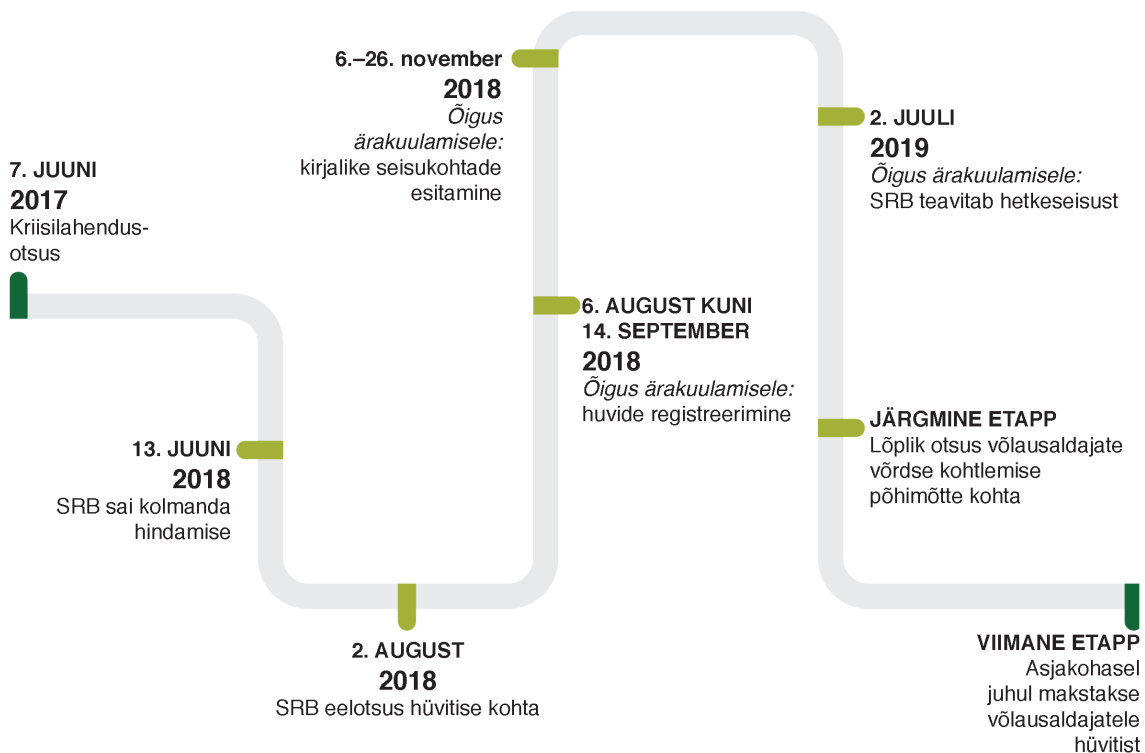 7. JUUNI
2017
Kriisilahendus-
otsus
13. JUUNI
2018
SRB sai kolmanda
hindamise
2. AUGUST
2018
SRB eelotsus hüvitise kohta
6. AUGUST KUNI
14. SEPTEMBER
2018
Õigus ärakuulamisele:
huvide registreerimine
6.–26. november
2018
Õigus
ärakuulamisele:
kirjalike seisukohtade
esitamine
2. JUULI
2019
Õigus ärakuulamisele:
SRB teavitab hetkeseisust
JÄRGMINE ETAPP
Lõplik otsus võlausaldajate
võrdse kohtlemise
põhimõtte kohta
VIIMANE ETAPP
Asjakohasel
juhul makstakse
võlausaldajatele
hüvitist